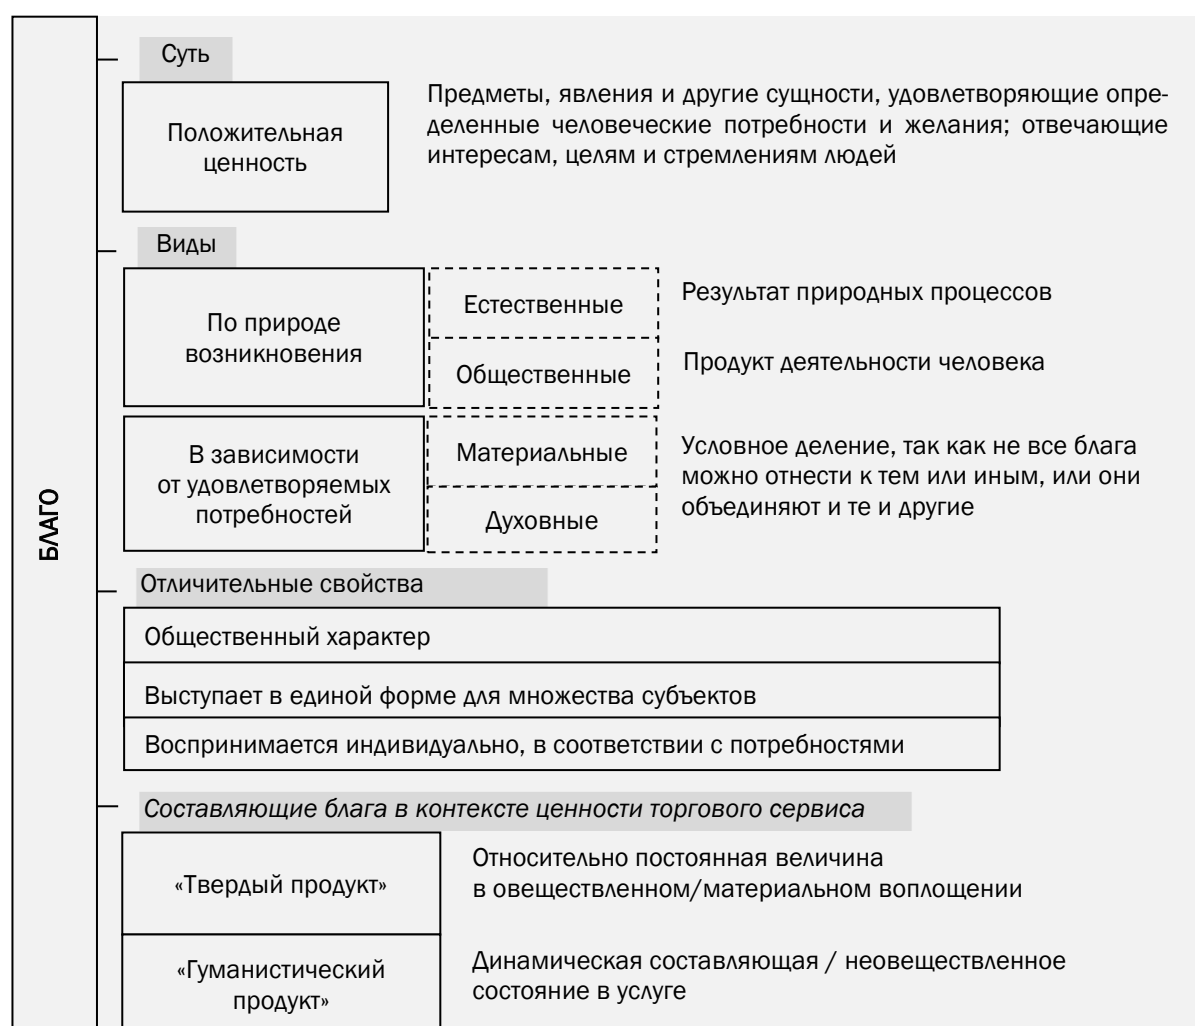 БЛАГО
Суть
Положительная
ценность
Предметы, явления и другие сущности, удовлетворяющие опре-
деленные человеческие потребности и желания; отвечающие
интересам, целям и стремлениям людей
Виды
По природе
возникновения
Естественные
Результат природных процессов
Общественные
Продукт деятельности человека
В зависимости
от удовлетворяемых
потребностей
Материальные
Духовные
Условное деление, так как не все блага
можно отнести к тем или иным, или они
объединяют и те и другие
Отличительные свойства
Общественный характер
Выступает в единой форме для множества субъектов
Воспринимается индивидуально, в соответствии с потребностями
Составляющие блага в контексте ценности торгового сервиса
«Твердый продукт»
Относительно постоянная величина
в овеществленном/материальном воплощении
«Гуманистический
продукт»
Динамическая составляющая / неовеществленное
состояние в услуге